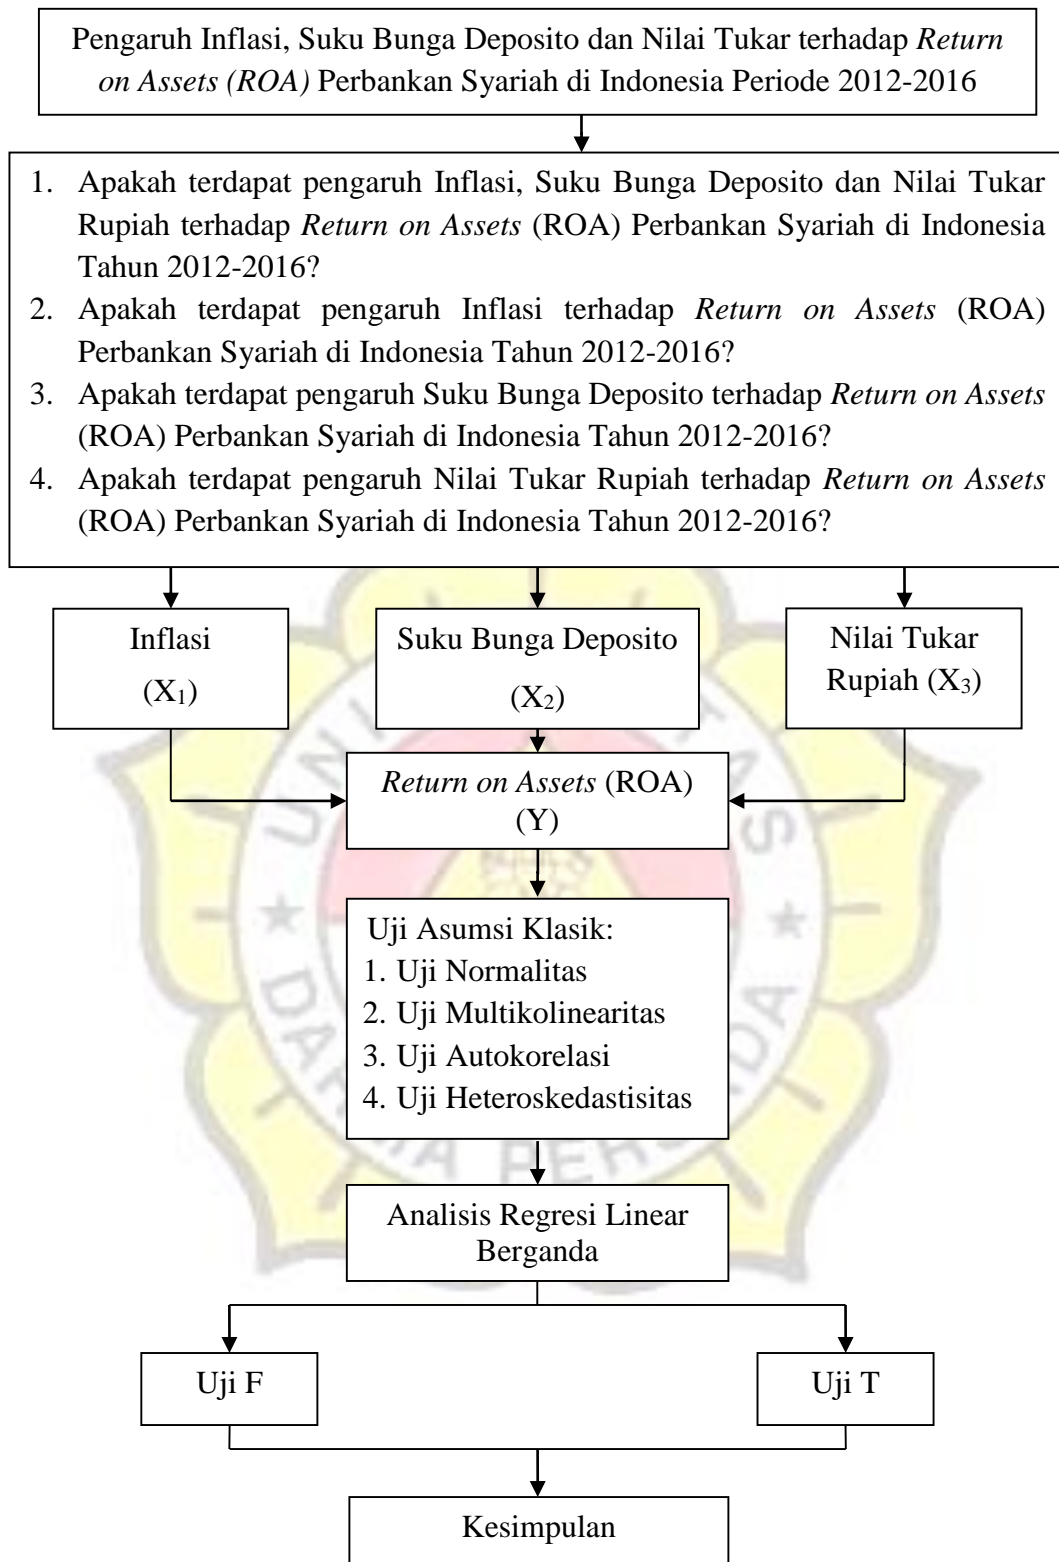 Pengaruh Inflasi, Suku Bunga Deposito dan Nilai Tukar terhadap Return
on Assets (ROA) Perbankan Syariah di Indonesia Periode 2012-2016
1. Apakah terdapat pengaruh Inflasi, Suku Bunga Deposito dan Nilai Tukar
Rupiah terhadap Return on Assets (ROA) Perbankan Syariah di Indonesia
Tahun 2012-2016?
2. Apakah terdapat pengaruh Inflasi terhadap Return on Assets (ROA)
Perbankan Syariah di Indonesia Tahun 2012-2016?
3. Apakah terdapat pengaruh Suku Bunga Deposito terhadap Return on Assets
(ROA) Perbankan Syariah di Indonesia Tahun 2012-2016?
4. Apakah terdapat pengaruh Nilai Tukar Rupiah terhadap Return on Assets
(ROA) Perbankan Syariah di Indonesia Tahun 2012-2016?
Inflasi
(X₁)
Suku Bunga Deposito
(X₂)
Nilai Tukar
Rupiah (X₃)
Return on Assets (ROA)
(Y)
Uji Asumsi Klasik:
1. Uji Normalitas
2. Uji Multikolinearitas
3. Uji Autokorelasi
4. Uji Heteroskedastisitas
Analisis Regresi Linear
Berganda
Uji F
Uji T
Kesimpulan